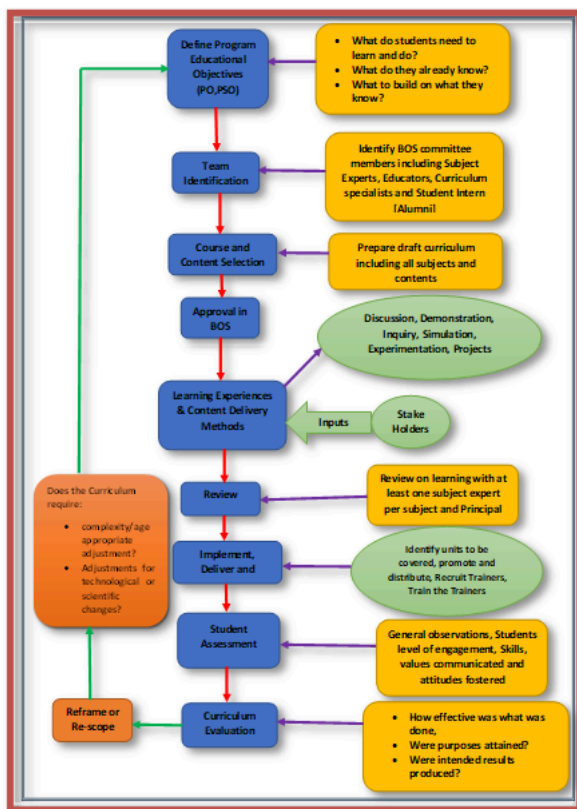 Define Program
Educational
Objectives
(PO,PSO)
• What do students need to
learn and do?
• What do they already know?
• What to build on what they
know?
Team
Identification
Identify BOS committee
members including Subject
Experts, Educators, Curriculum
specialists and Student Intern
[Alumni]
Course and
Content Selection
Prepare draft curriculum
including all subjects and
contents
Approval in
BOS
Discussion, Demonstration,
Inquiry, Simulation,
Experimentation, Projects
Learning Experiences
& Content Delivery
Methods
Inputs
Stake
Holders
Review
Review on learning with at
least one subject expert
per subject and Principal
Does the Curriculum
require:
• complexity/age
appropriate
adjustment?
• Adjustments for
technological or
scientific
changes?
Implement,
Deliver and
Identify units to be
covered, promote and
distribute, Recruit Trainers,
Train the Trainers
Student
Assessment
General observations, Students
level of engagement, Skills,
values communicated and
attitudes fostered
Reframe or
Re-scope
Curriculum
Evaluation
• How effective was what was
done,
• Were purposes attained?
• Were intended results
produced?